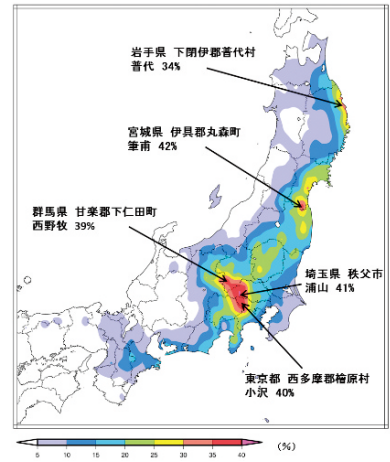 岩手県 下閉伊郡普代村
普代 34%
宮城県 伊具郡丸森町
筆甫 42%
群馬県 甘楽郡下仁田町
西野牧 39%
埼玉県 秩父市
浦山 41%
東京都 西多摩郡檜原村
小沢 40%
5 10 15 20 25 30 35 40 (%)